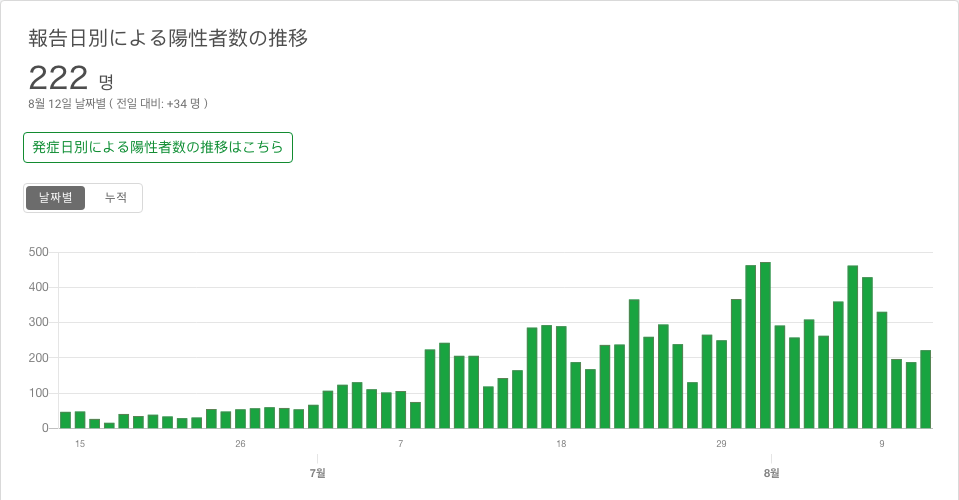 報告日別による陽性者数の推移
222 명
8월 12일 날짜별 ( 전일 대비: +34 명 )
発症日別による陽性者数の推移はこちら
날짜별 누적
500
400
300
200
100
0
15 26 7 18 29 9
7월 8월